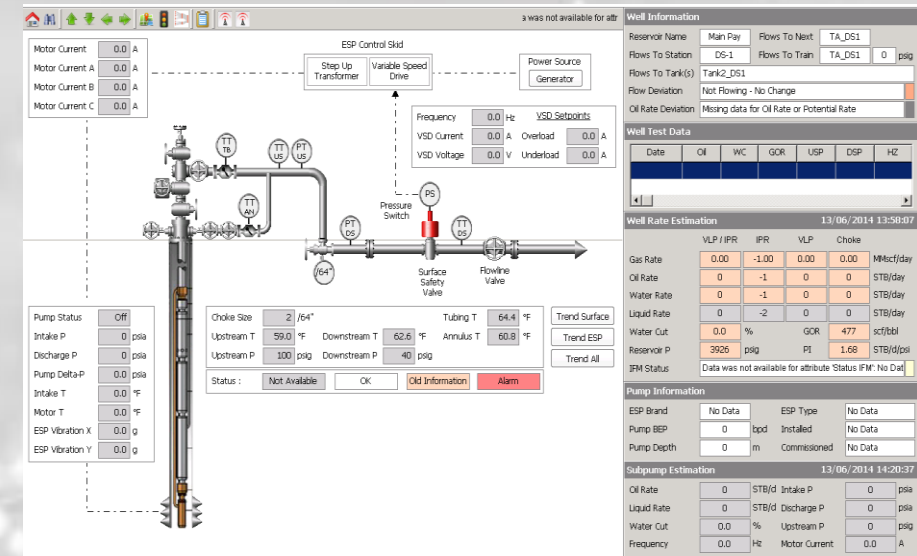 a was not available for attr
Motor Current 0.0 A
Motor Current A 0.0 A
Motor Current B 0.0 A
Motor Current C 0.0 A
ESP Control Skid
Step Up Transformer
Variable Speed Drive
Power Source
Generator
Frequency 0.0 Hz VSD Setpoints
VSD Current 0.0 A Overload 0.0 A
VSD Voltage 0.0 V Underload 0.0 A
TT TB
TT US
PT US
TT AN
PS
Pressure Switch
PT DS
TT DS
/64"
Surface Safety Valve
Flowline Valve
Pump Status Off
Intake P 0 psia
Discharge P 0 psia
Pump Delta-P 0.0 psia
Intake T 0.0 °F
Motor T 0.0 °F
ESP Vibration X 0.0 g
ESP Vibration Y 0.0 g
Choke Size 2 /64" Tubing T 64.4 °F
Upstream T 59.0 °F Downstream T 62.6 °F Annulus T 60.8 °F
Upstream P 100 psig Downstream P 40 psig
Status : Not Available OK Old Information Alarm
Trend Surface
Trend ESP
Trend All
Well Information
Reservoir Name Main Pay Flows To Next TA_DS1
Flows To Station DS-1 Flows To Train TA_DS1 0 psig
Flows To Tank(s) Tank2_DS1
Flow Deviation Not Flowing - No Change
Oil Rate Deviation Missing data for Oil Rate or Potential Rate
Well Test Data
Date Oil WC GOR USP DSP HZ
Well Rate Estimation 13/06/2014 13:58:07
VLP / IPR IPR VLP Choke
Gas Rate 0.00 -1.00 0.00 0.00 MMscf/day
Oil Rate 0 -1 0 0 STB/day
Water Rate 0 -1 0 0 STB/day
Liquid Rate 0 -2 0 0 STB/day
Water Cut 0.0 % GOR 477 scf/bbl
Reservoir P 3926 psig PI 1.68 STB/d/psi
IFM Status Data was not available for attribute 'Status IFM': No Dat
Pump Information
ESP Brand No Data ESP Type No Data
Pump BEP 0 bpd Installed No Data
Pump Depth 0 m Commissioned No Data
Subpump Estimation 13/06/2014 14:20:37
Oil Rate 0 STB/d Intake P 0 psia
Liquid Rate 0 STB/d Discharge P 0 psia
Water Cut 0.0 % Upstream P 0 psig
Frequency 0.0 Hz Motor Current 0.0 A